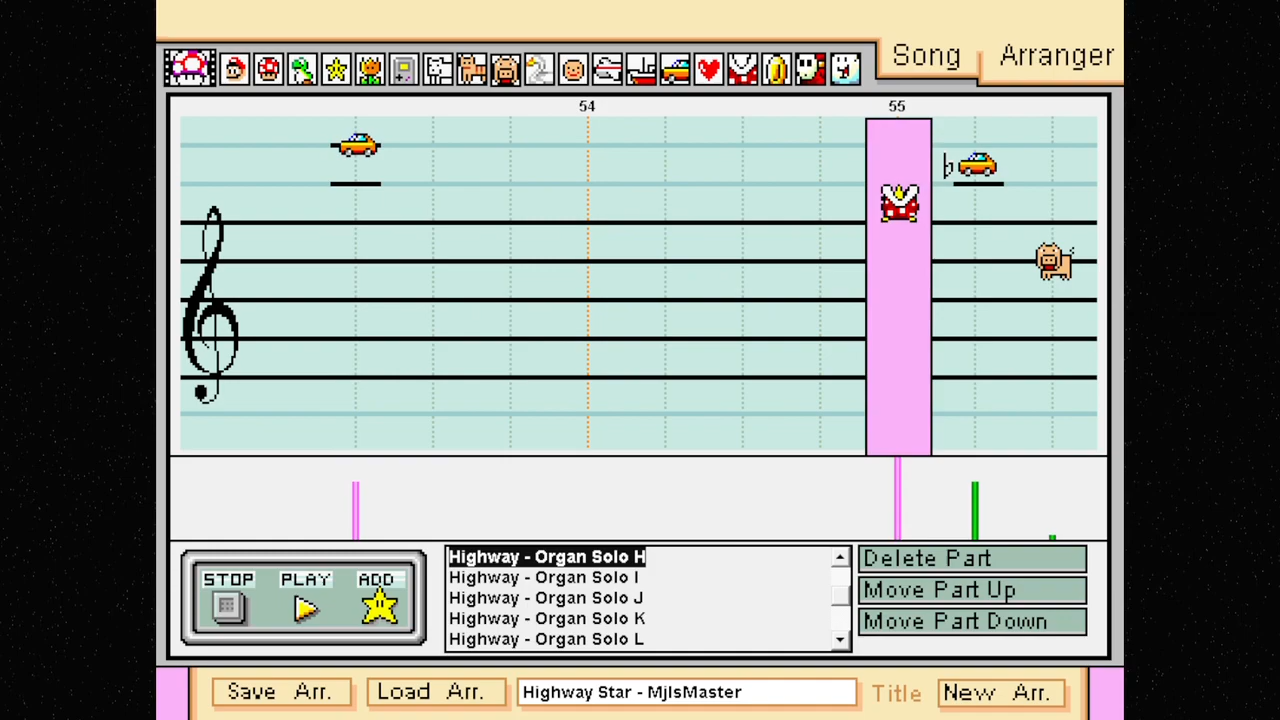 Song Arranger
54 55
STOP PLAY ADD
Highway - Organ Solo H
Highway - Organ Solo I
Highway - Organ Solo J
Highway - Organ Solo K
Highway - Organ Solo L
Delete Part
Move Part Up
Move Part Down
Save Arr. Load Arr. Highway Star - MjIsMaster Title New Arr.